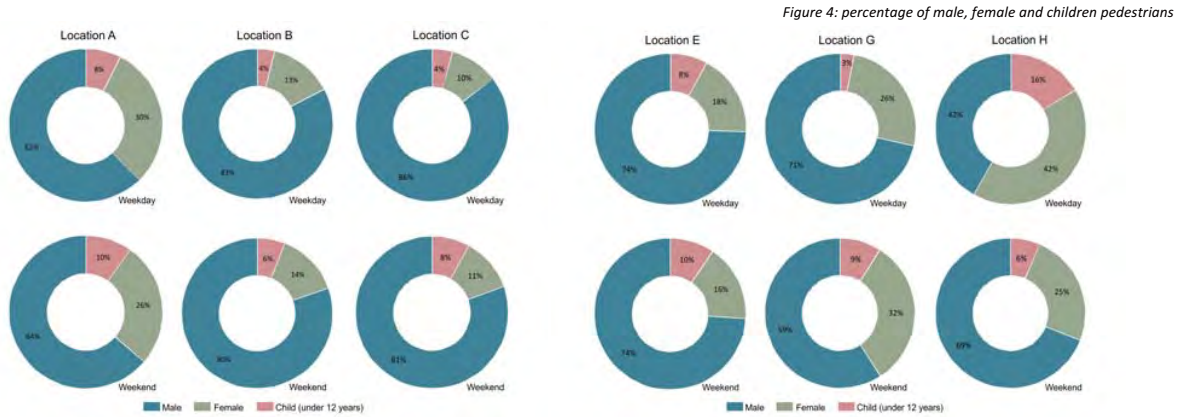 Figure 4: percentage of male, female and children pedestrians
Location A
Location B
Location C
Location E
Location G
Location H
8%
30%
Weekday
4%
13%
83%
Weekday
4%
10%
86%
Weekday
8%
18%
74%
Weekday
3%
26%
71%
Weekday
16%
42%
42%
Weekday
10%
26%
64%
Weekend
6%
14%
80%
Weekend
8%
11%
81%
Weekend
10%
16%
74%
Weekend
9%
32%
59%
Weekend
6%
25%
69%
Weekend
Male Female Child (under 12 years)
Male Female Child (under 12 years)